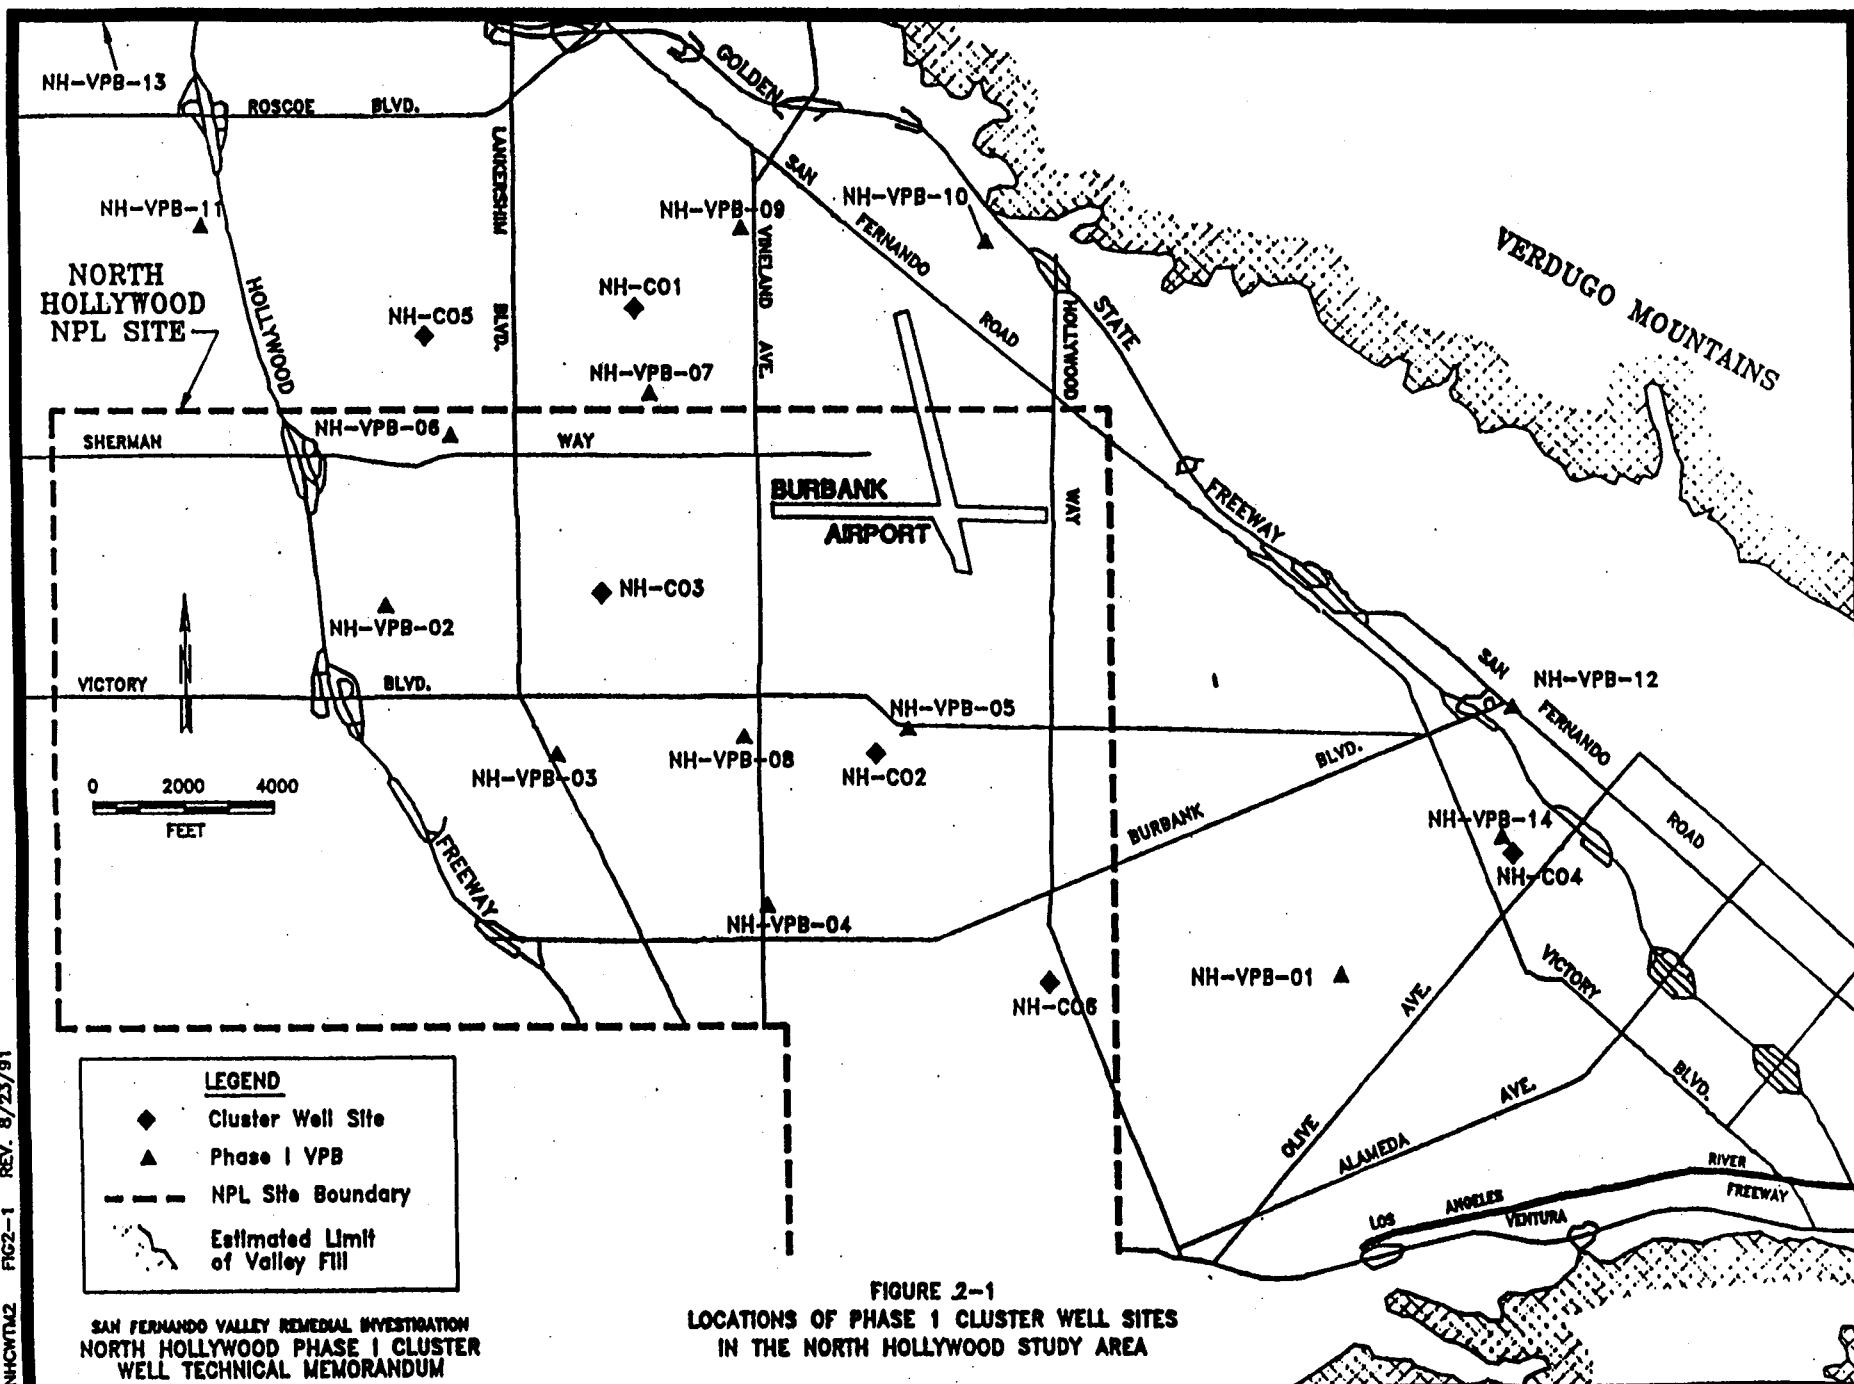 NH-VPB-13
ROSCOE BLVD.
GOLDEN
LANKERSHIM
BLVD.
SAN
FERNANDO
ROAD
NH-VPB-11
NH-VPB-09
NH-VPB-10
VINELAND
AVE.
VERDUGO MOUNTAINS
NORTH
HOLLYWOOD
NPL SITE
HOLLYWOOD
NH-C05
NH-C01
NH-VPB-07
HOLLYWOOD
WAY
STATE
FREEWAY
NH-VPB-06
SHERMAN WAY
BURBANK
AIRPORT
NH-C03
NH-VPB-02
VICTORY BLVD.
NH-VPB-05
NH-VPB-03
NH-VPB-08
NH-C02
SAN
FERNANDO
ROAD
NH-VPB-12
0 2000 4000
FEET
BURBANK
BLVD.
NH-VPB-14
NH-C04
FREEWAY
NH-VPB-04
NH-C06
NH-VPB-01
VICTORY
BLVD.
OLIVE
AVE.
ALAMEDA
AVE.
LOS ANGELES RIVER
VENTURA FREEWAY
LEGEND
Cluster Well Site
Phase I VPB
NPL Site Boundary
Estimated Limit
of Valley Fill
SAN FERNANDO VALLEY REMEDIAL INVESTIGATION
NORTH HOLLYWOOD PHASE I CLUSTER
WELL TECHNICAL MEMORANDUM
FIGURE 2-1
LOCATIONS OF PHASE 1 CLUSTER WELL SITES
IN THE NORTH HOLLYWOOD STUDY AREA
NHCWTM2 FIG2-1 REV. 8/23/91